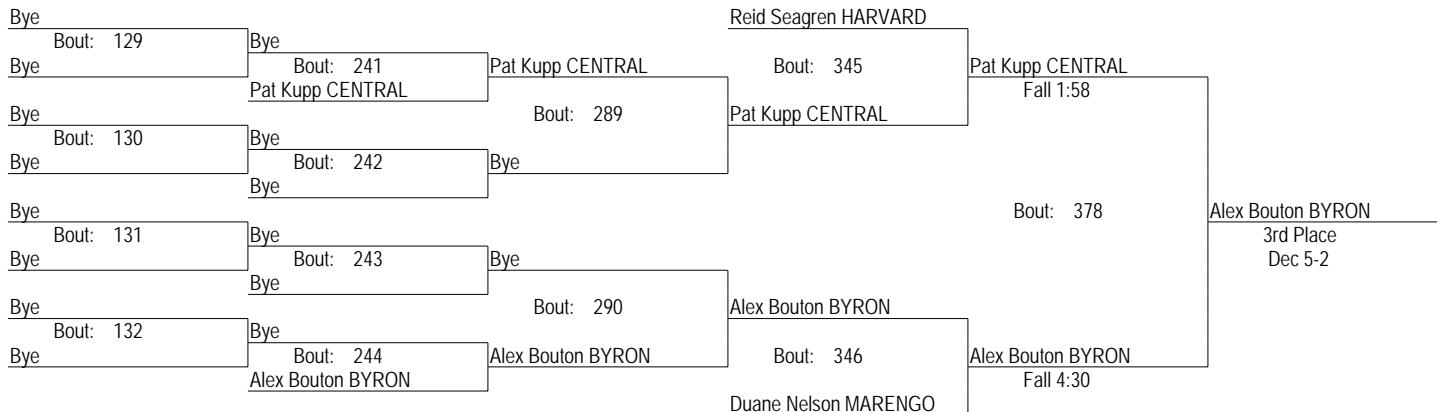 Bye Reid Seagren HARVARD
Bout: 129 Bye
Bye Bout: 241 Pat Kupp CENTRAL Bout: 345 Pat Kupp CENTRAL
Pat Kupp CENTRAL Fall 1:58
Bye Bout: 289 Pat Kupp CENTRAL
Bout: 130 Bye
Bye Bout: 242 Bye
Bye
Bye Bout: 378 Alex Bouton BYRON
Bout: 131 Bye 3rd Place
Bye Bout: 243 Bye Dec 5-2
Bye
Bye Bout: 290 Alex Bouton BYRON
Bout: 132 Bye
Bye Bout: 244 Alex Bouton BYRON Bout: 346 Alex Bouton BYRON
Alex Bouton BYRON Fall 4:30
Duane Nelson MARENGO